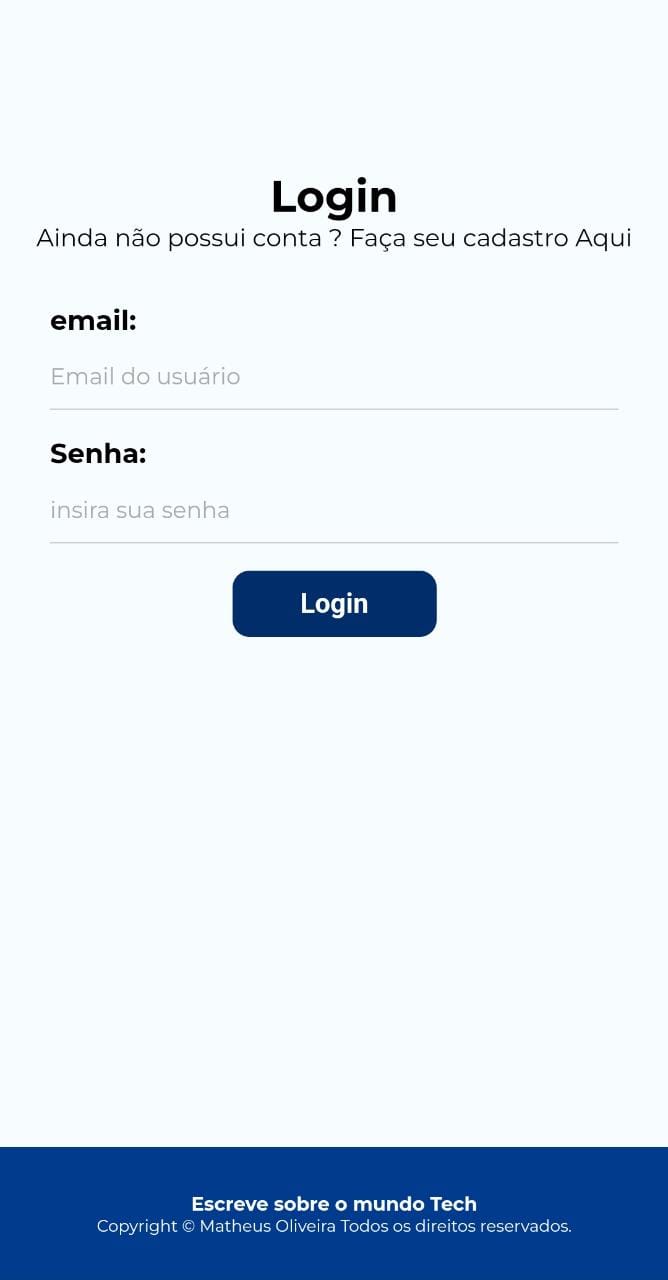 Login
Ainda não possui conta ? Faça seu cadastro Aqui
email:
Email do usuário
Senha:
insira sua senha
Login
Escreve sobre o mundo Tech
Copyright © Matheus Oliveira Todos os direitos reservados.